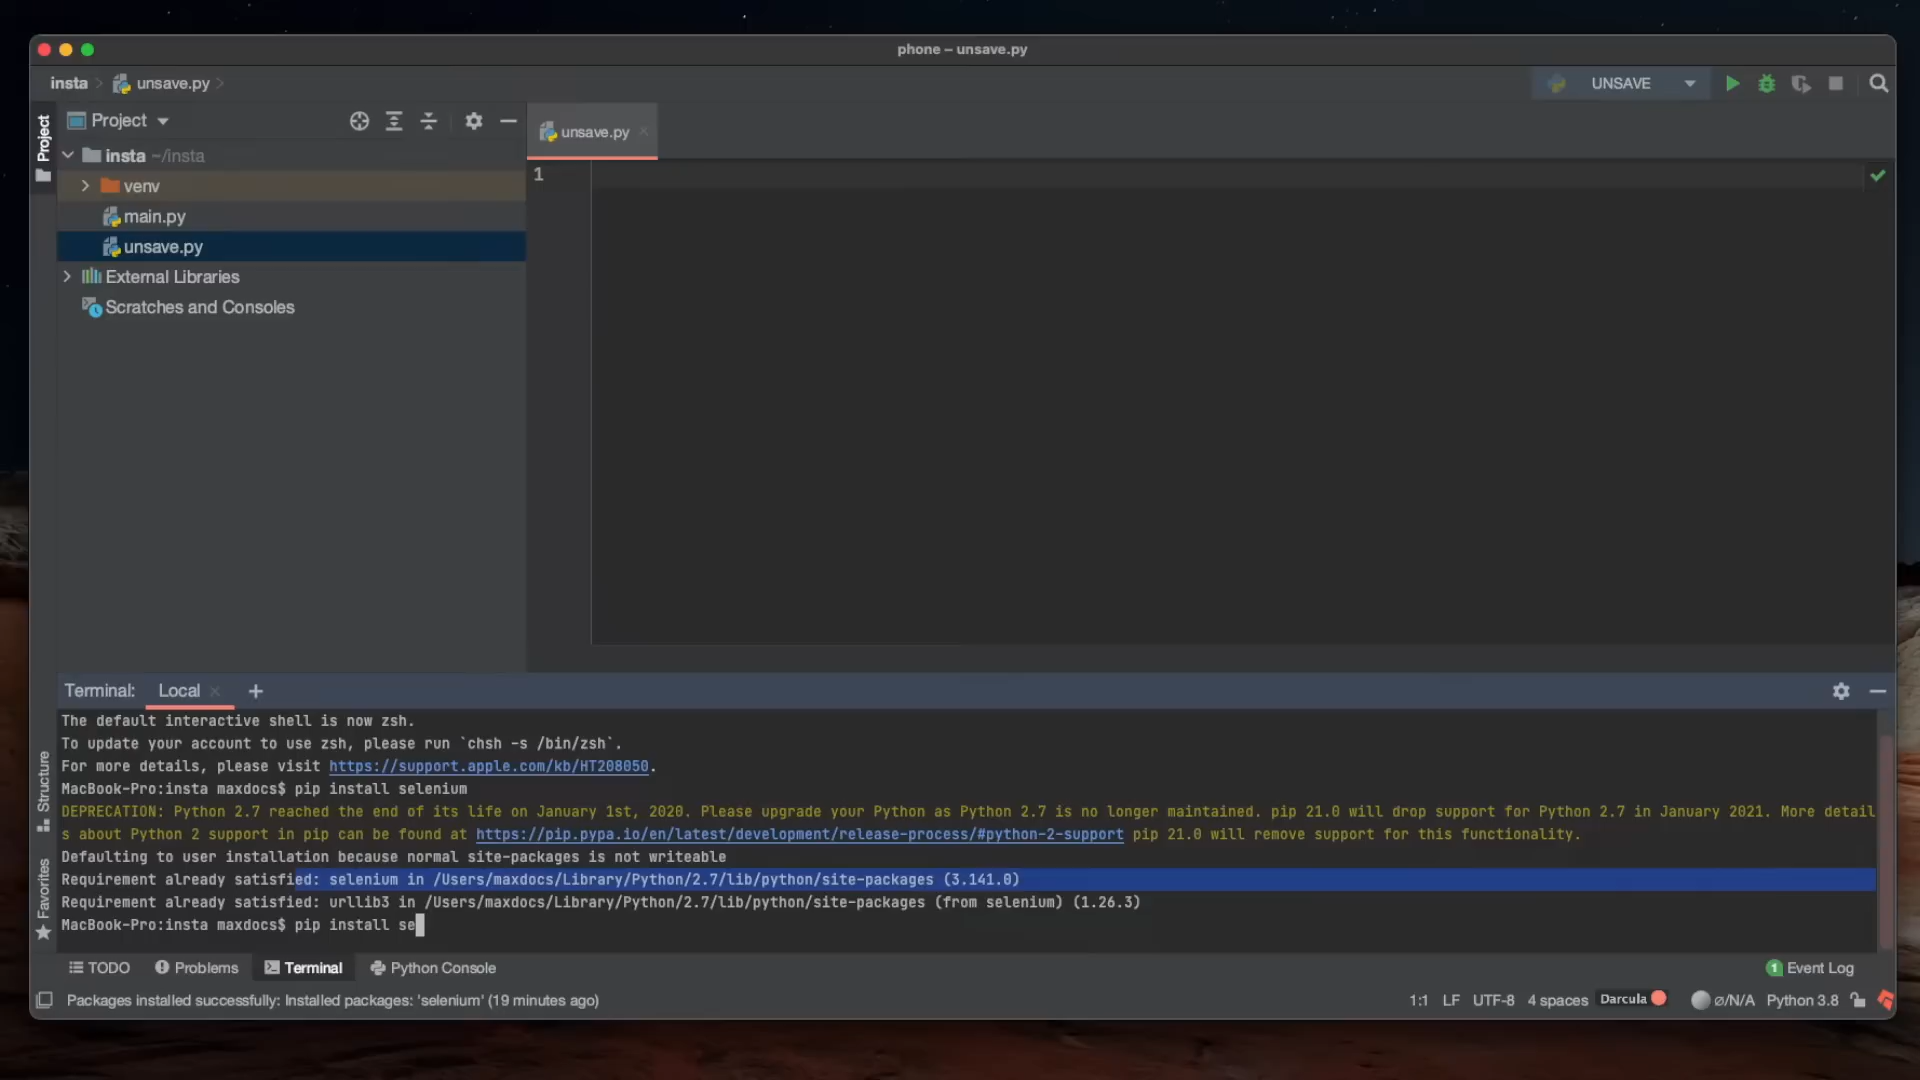 phone – unsave.py
insta
unsave.py
UNSAVE
Project
Project
unsave.py
insta ~/insta
1
venv
main.py
unsave.py
External Libraries
Scratches and Consoles
Terminal:
Local
The default interactive shell is now zsh.
To update your account to use zsh, please run `chsh -s /bin/zsh`.
For more details, please visit https://support.apple.com/kb/HT208050.
MacBook-Pro:insta maxdocs$ pip install selenium
DEPRECATION: Python 2.7 reached the end of its life on January 1st, 2020. Please upgrade your Python as Python 2.7 is no longer maintained. pip 21.0 will drop support for Python 2.7 in January 2021. More detail
s about Python 2 support in pip can be found at https://pip.pypa.io/en/latest/development/release-process/#python-2-support pip 21.0 will remove support for this functionality.
Defaulting to user installation because normal site-packages is not writeable
Requirement already satisfied: selenium in /Users/maxdocs/Library/Python/2.7/lib/python/site-packages (3.141.0)
Requirement already satisfied: urllib3 in /Users/maxdocs/Library/Python/2.7/lib/python/site-packages (from selenium) (1.26.3)
MacBook-Pro:insta maxdocs$ pip install se
Structure
Favorites
TODO
Problems
Terminal
Python Console
1 Event Log
Packages installed successfully: Installed packages: 'selenium' (19 minutes ago)
1:1
LF
UTF-8
4 spaces
Darcula
⌀/N/A
Python 3.8